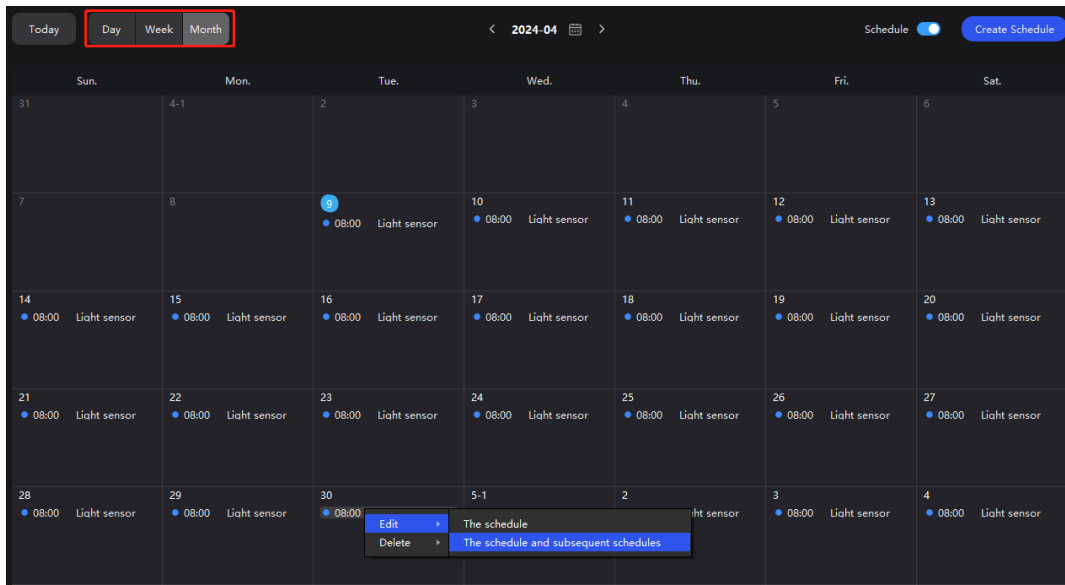 Today Day Week Month 2024-04 Schedule Create Schedule
Sun. Mon. Tue. Wed. Thu. Fri. Sat.
31 4-1 2 3 4 5 6
7 8 9 10 11 12 13
08:00 Light sensor 08:00 Light sensor 08:00 Light sensor 08:00 Light sensor 08:00 Light sensor
14 15 16 17 18 19 20
08:00 Light sensor 08:00 Light sensor 08:00 Light sensor 08:00 Light sensor 08:00 Light sensor 08:00 Light sensor 08:00 Light sensor
21 22 23 24 25 26 27
08:00 Light sensor 08:00 Light sensor 08:00 Light sensor 08:00 Light sensor 08:00 Light sensor 08:00 Light sensor 08:00 Light sensor
28 29 30 5-1 2 3 4
08:00 Light sensor 08:00 Light sensor 08:00 sensor 08:00 Light sensor 08:00 Light sensor
Edit The schedule
Delete The schedule and subsequent schedules